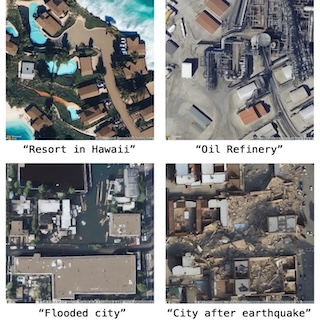 “Resort in Hawaii”
“Oil Refinery”
“Flooded city”
“City after earthquake”